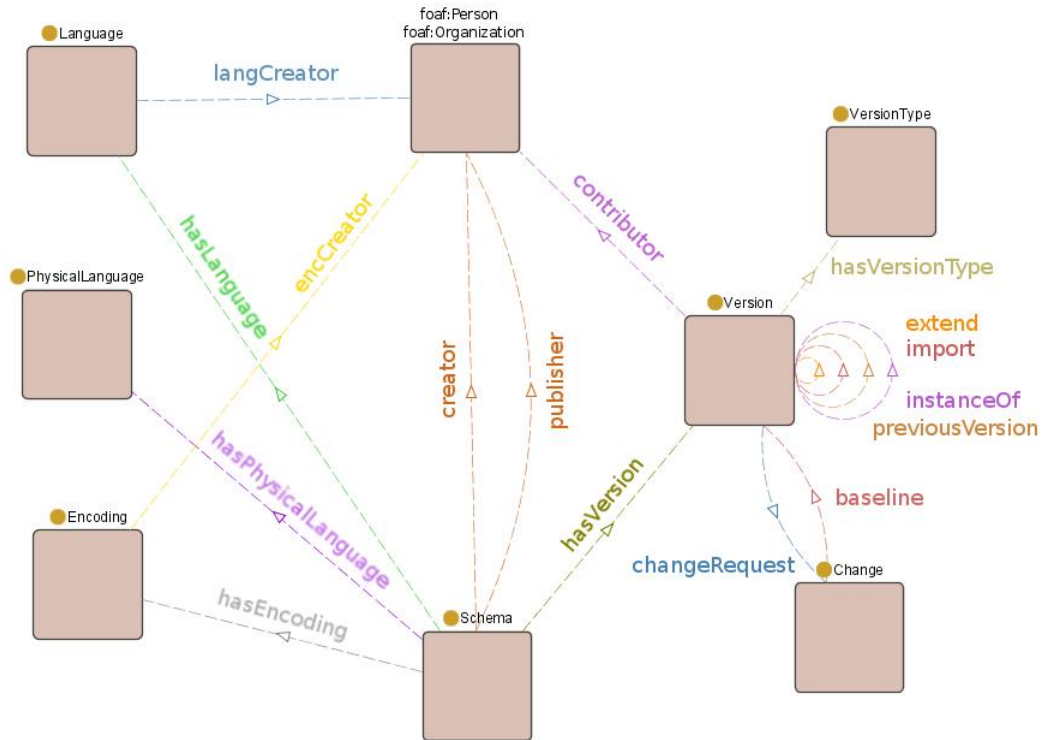 Language
foaf:Person
foaf:Organization
langCreator
VersionType
contributor
hasLanguage
encCreator
hasVersionType
PhysicalLanguage
Version
extend
import
creator
publisher
instanceOf
previousVersion
hasPhysicalLanguage
hasVersion
baseline
Encoding
changeRequest
Change
hasEncoding
Schema